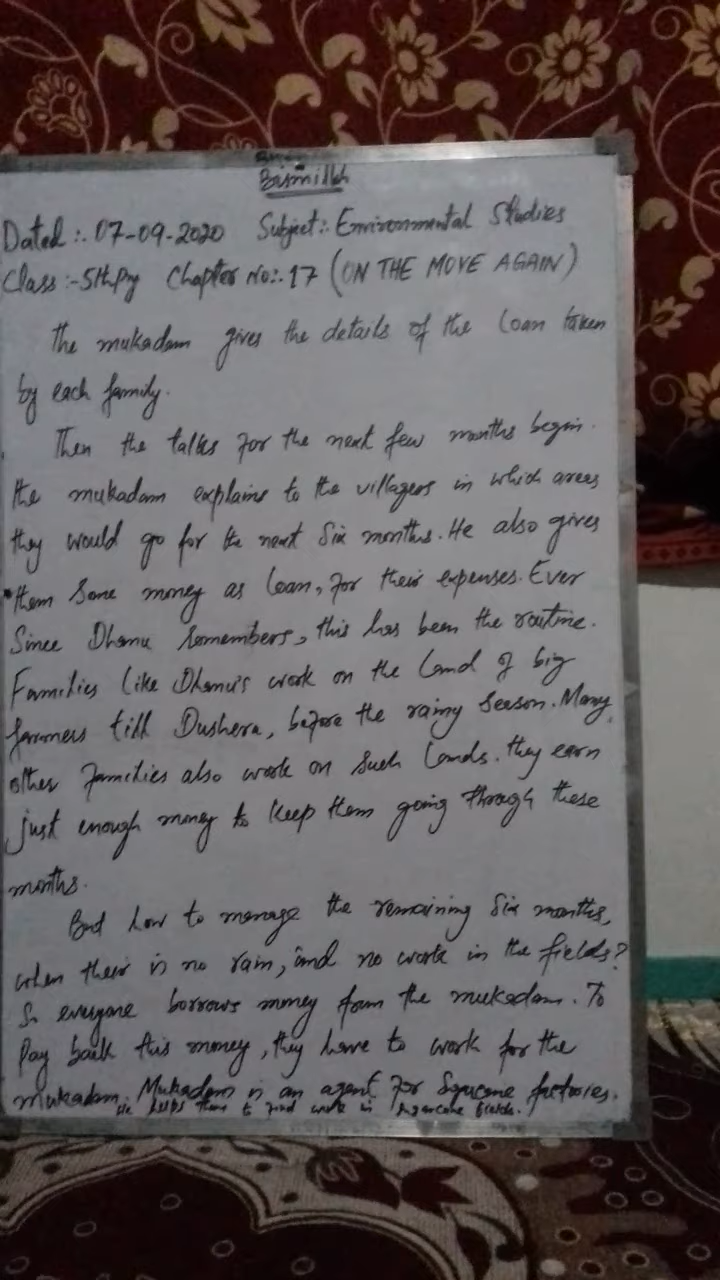 Bismillh
Dated :. 07-09-2020 Subject:. Environmental Studies
Class :- 5th Pry Chapter No:. 17 (ON THE MOVE AGAIN)
The mukadam gives the details of the loan taken
by each family.
Then the talks for the next few months begin.
the mukadam explains to the villagers in which areas
they would go for the next six months. He also gives
them some money as loan, for their expenses. Ever
Since Dhanu remembers, this has been the routine.
Families like Dhanu's work on the land of big
farmers till Dushera, before the rainy season. Many
other families also work on such lands. they earn
just enough money to keep them going through these
months.
But how to manage the remaining six months,
when their is no rain, and no work in the fields?
So everyone borrows money from the mukadam. To
Pay back this money, they have to work for the
mukadam. Mukadam is an agent for Sgucane factories.
He helps them to find work in sugarcane fields.